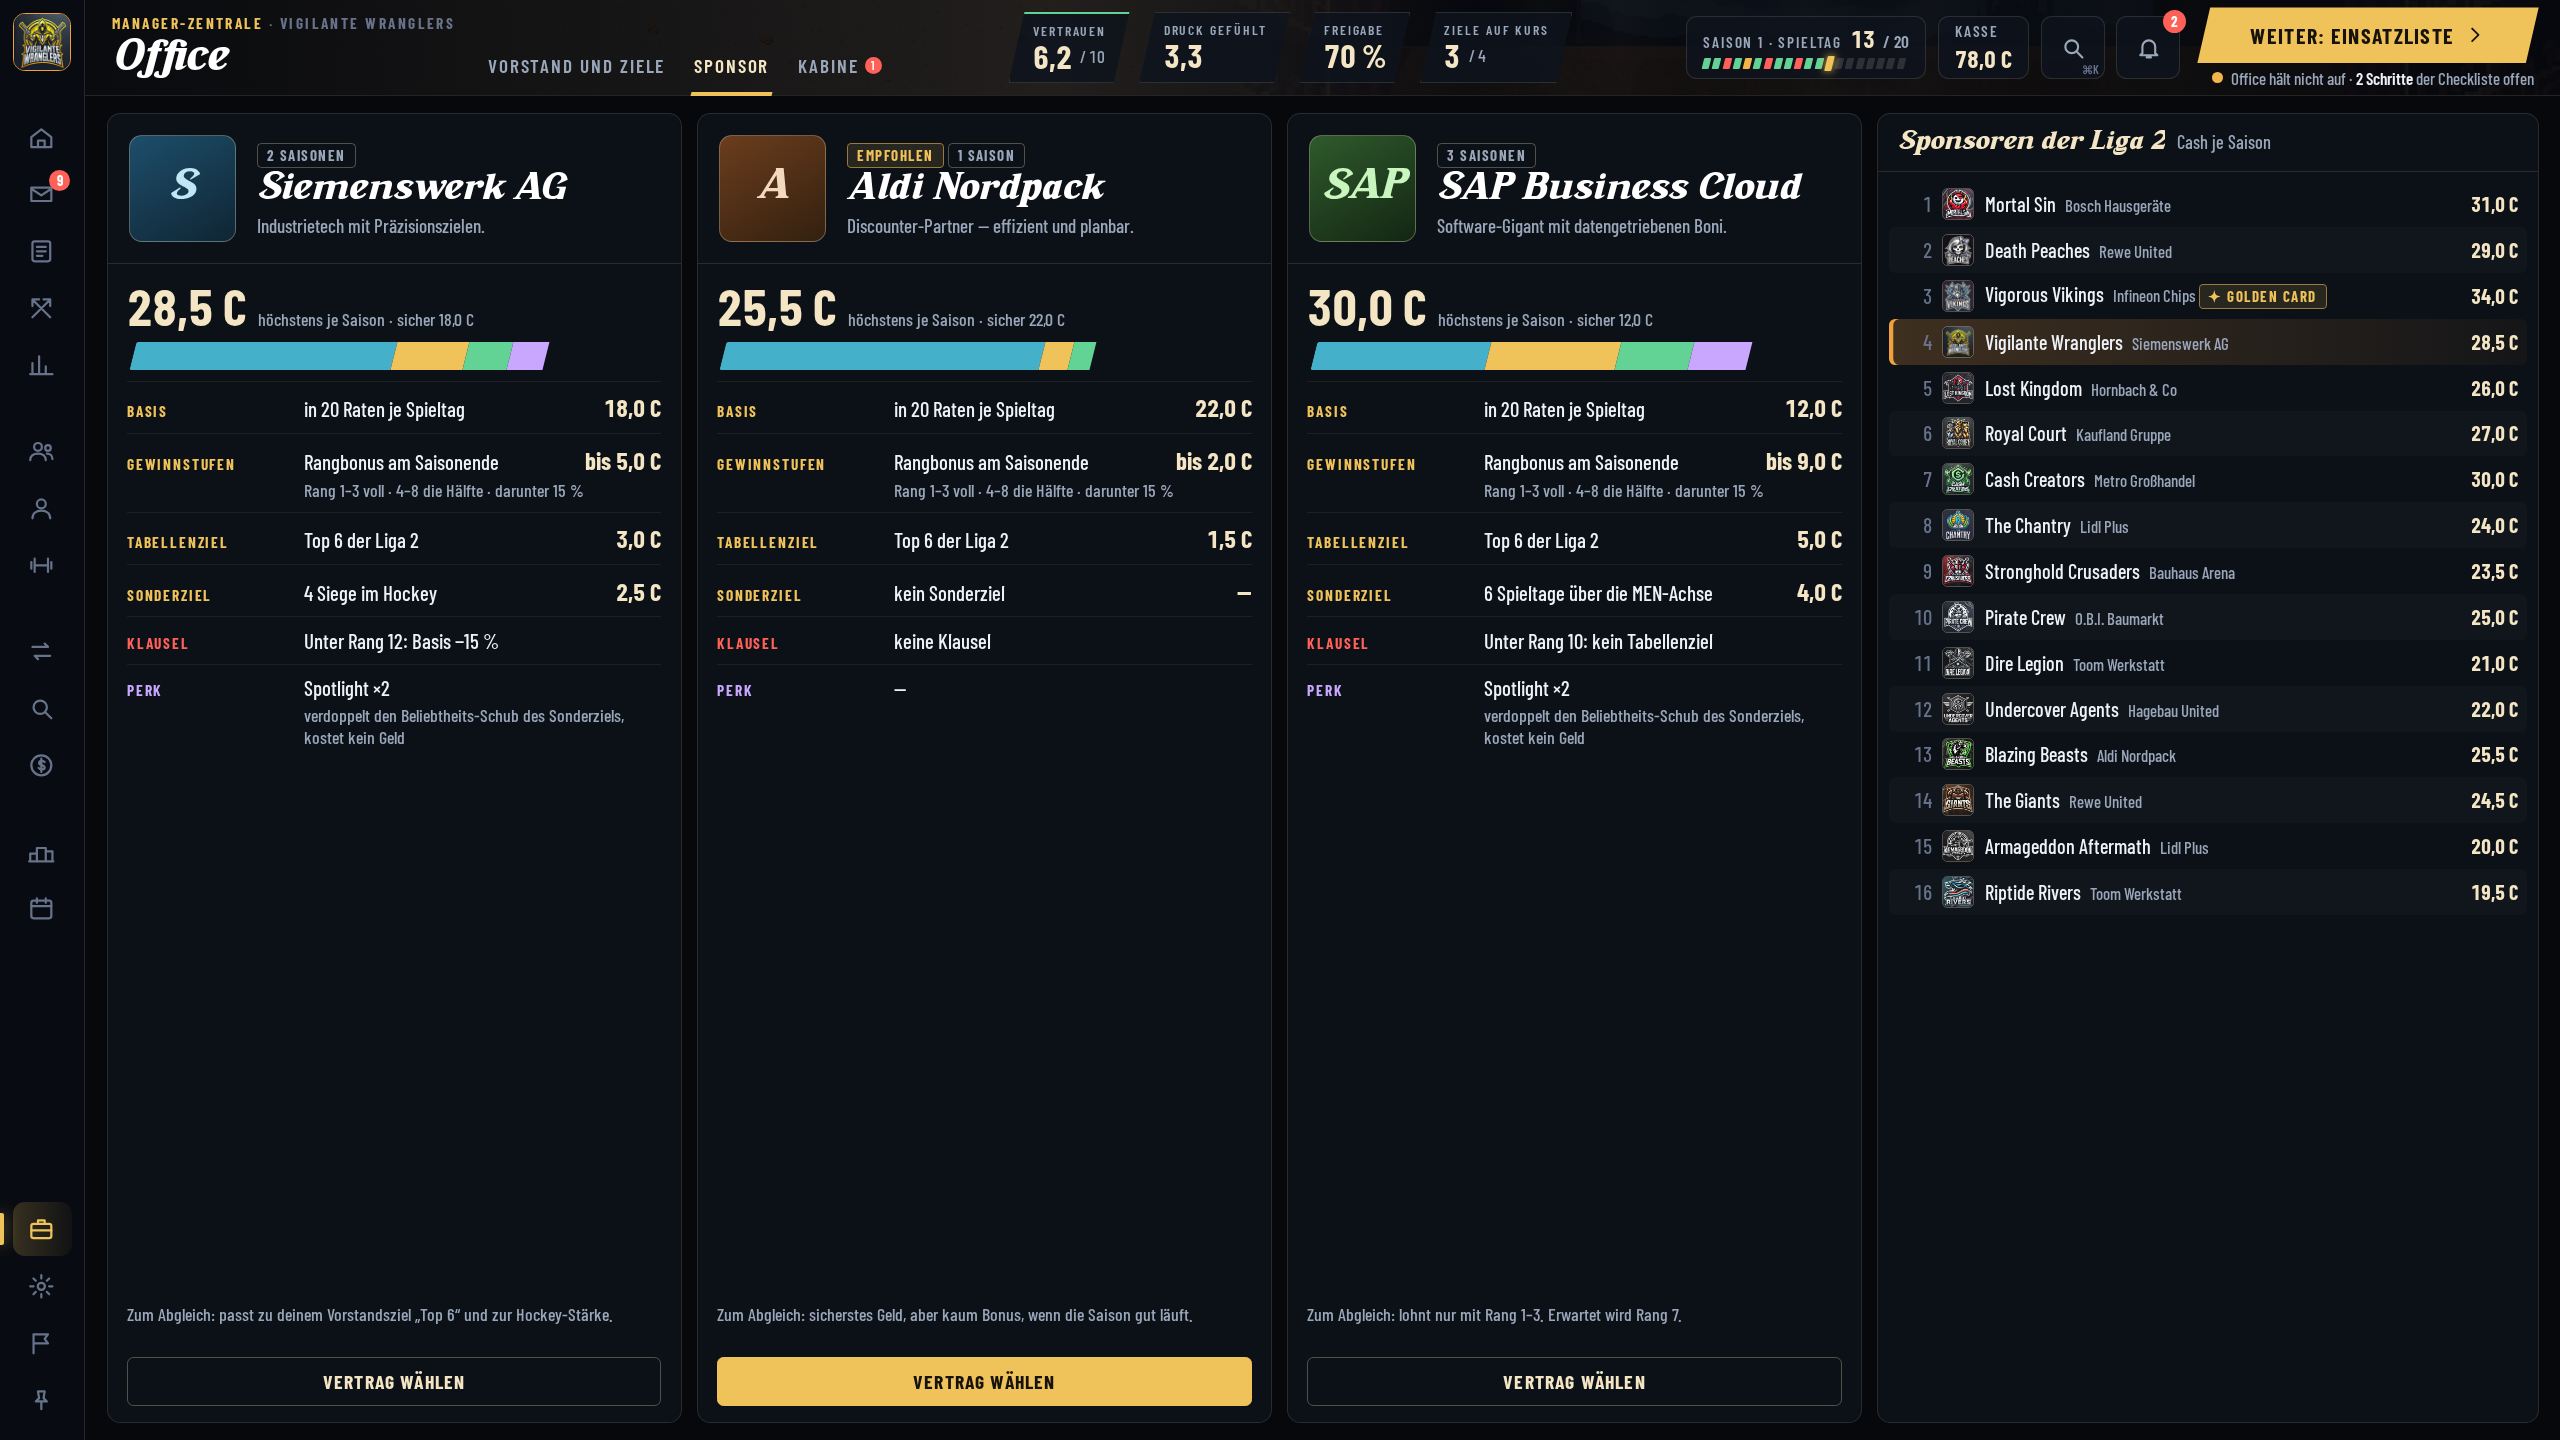 MANAGER-ZENTRALE · VIGILANTE WRANGLERS
Office
VORSTAND UND ZIELE
SPONSOR
KABINE 1
VERTRAUEN
6,2 / 10
DRUCK GEFÜHLT
3,3
FREIGABE
70 %
ZIELE AUF KURS
3 / 4
SAISON 1 · SPIELTAG 13 / 20
KASSE
78,0 C
⌘K
2
WEITER: EINSATZLISTE
Office hält nicht auf · 2 Schritte der Checkliste offen
9
S
2 SAISONEN
Siemenswerk AG
Industrietech mit Präzisionszielen.
28,5 C höchstens je Saison · sicher 18,0 C
BASIS in 20 Raten je Spieltag 18,0 C
GEWINNSTUFEN Rangbonus am Saisonende bis 5,0 C
Rang 1–3 voll · 4–8 die Hälfte · darunter 15 %
TABELLENZIEL Top 6 der Liga 2 3,0 C
SONDERZIEL 4 Siege im Hockey 2,5 C
KLAUSEL Unter Rang 12: Basis −15 %
PERK Spotlight ×2
verdoppelt den Beliebtheits-Schub des Sonderziels,
kostet kein Geld
Zum Abgleich: passt zu deinem Vorstandsziel „Top 6“ und zur Hockey-Stärke.
VERTRAG WÄHLEN
A
EMPFOHLEN 1 SAISON
Aldi Nordpack
Discounter-Partner — effizient und planbar.
25,5 C höchstens je Saison · sicher 22,0 C
BASIS in 20 Raten je Spieltag 22,0 C
GEWINNSTUFEN Rangbonus am Saisonende bis 2,0 C
Rang 1–3 voll · 4–8 die Hälfte · darunter 15 %
TABELLENZIEL Top 6 der Liga 2 1,5 C
SONDERZIEL kein Sonderziel —
KLAUSEL keine Klausel
PERK —
Zum Abgleich: sicherstes Geld, aber kaum Bonus, wenn die Saison gut läuft.
VERTRAG WÄHLEN
SAP
3 SAISONEN
SAP Business Cloud
Software-Gigant mit datengetriebenen Boni.
30,0 C höchstens je Saison · sicher 12,0 C
BASIS in 20 Raten je Spieltag 12,0 C
GEWINNSTUFEN Rangbonus am Saisonende bis 9,0 C
Rang 1–3 voll · 4–8 die Hälfte · darunter 15 %
TABELLENZIEL Top 6 der Liga 2 5,0 C
SONDERZIEL 6 Spieltage über die MEN-Achse 4,0 C
KLAUSEL Unter Rang 10: kein Tabellenziel
PERK Spotlight ×2
verdoppelt den Beliebtheits-Schub des Sonderziels,
kostet kein Geld
Zum Abgleich: lohnt nur mit Rang 1–3. Erwartet wird Rang 7.
VERTRAG WÄHLEN
Sponsoren der Liga 2 Cash je Saison
1 Mortal Sin Bosch Hausgeräte 31,0 C
2 Death Peaches Rewe United 29,0 C
3 Vigorous Vikings Infineon Chips ✦ GOLDEN CARD 34,0 C
4 Vigilante Wranglers Siemenswerk AG 28,5 C
5 Lost Kingdom Hornbach & Co 26,0 C
6 Royal Court Kaufland Gruppe 27,0 C
7 Cash Creators Metro Großhandel 30,0 C
8 The Chantry Lidl Plus 24,0 C
9 Stronghold Crusaders Bauhaus Arena 23,5 C
10 Pirate Crew O.B.I. Baumarkt 25,0 C
11 Dire Legion Toom Werkstatt 21,0 C
12 Undercover Agents Hagebau United 22,0 C
13 Blazing Beasts Aldi Nordpack 25,5 C
14 The Giants Rewe United 24,5 C
15 Armageddon Aftermath Lidl Plus 20,0 C
16 Riptide Rivers Toom Werkstatt 19,5 C